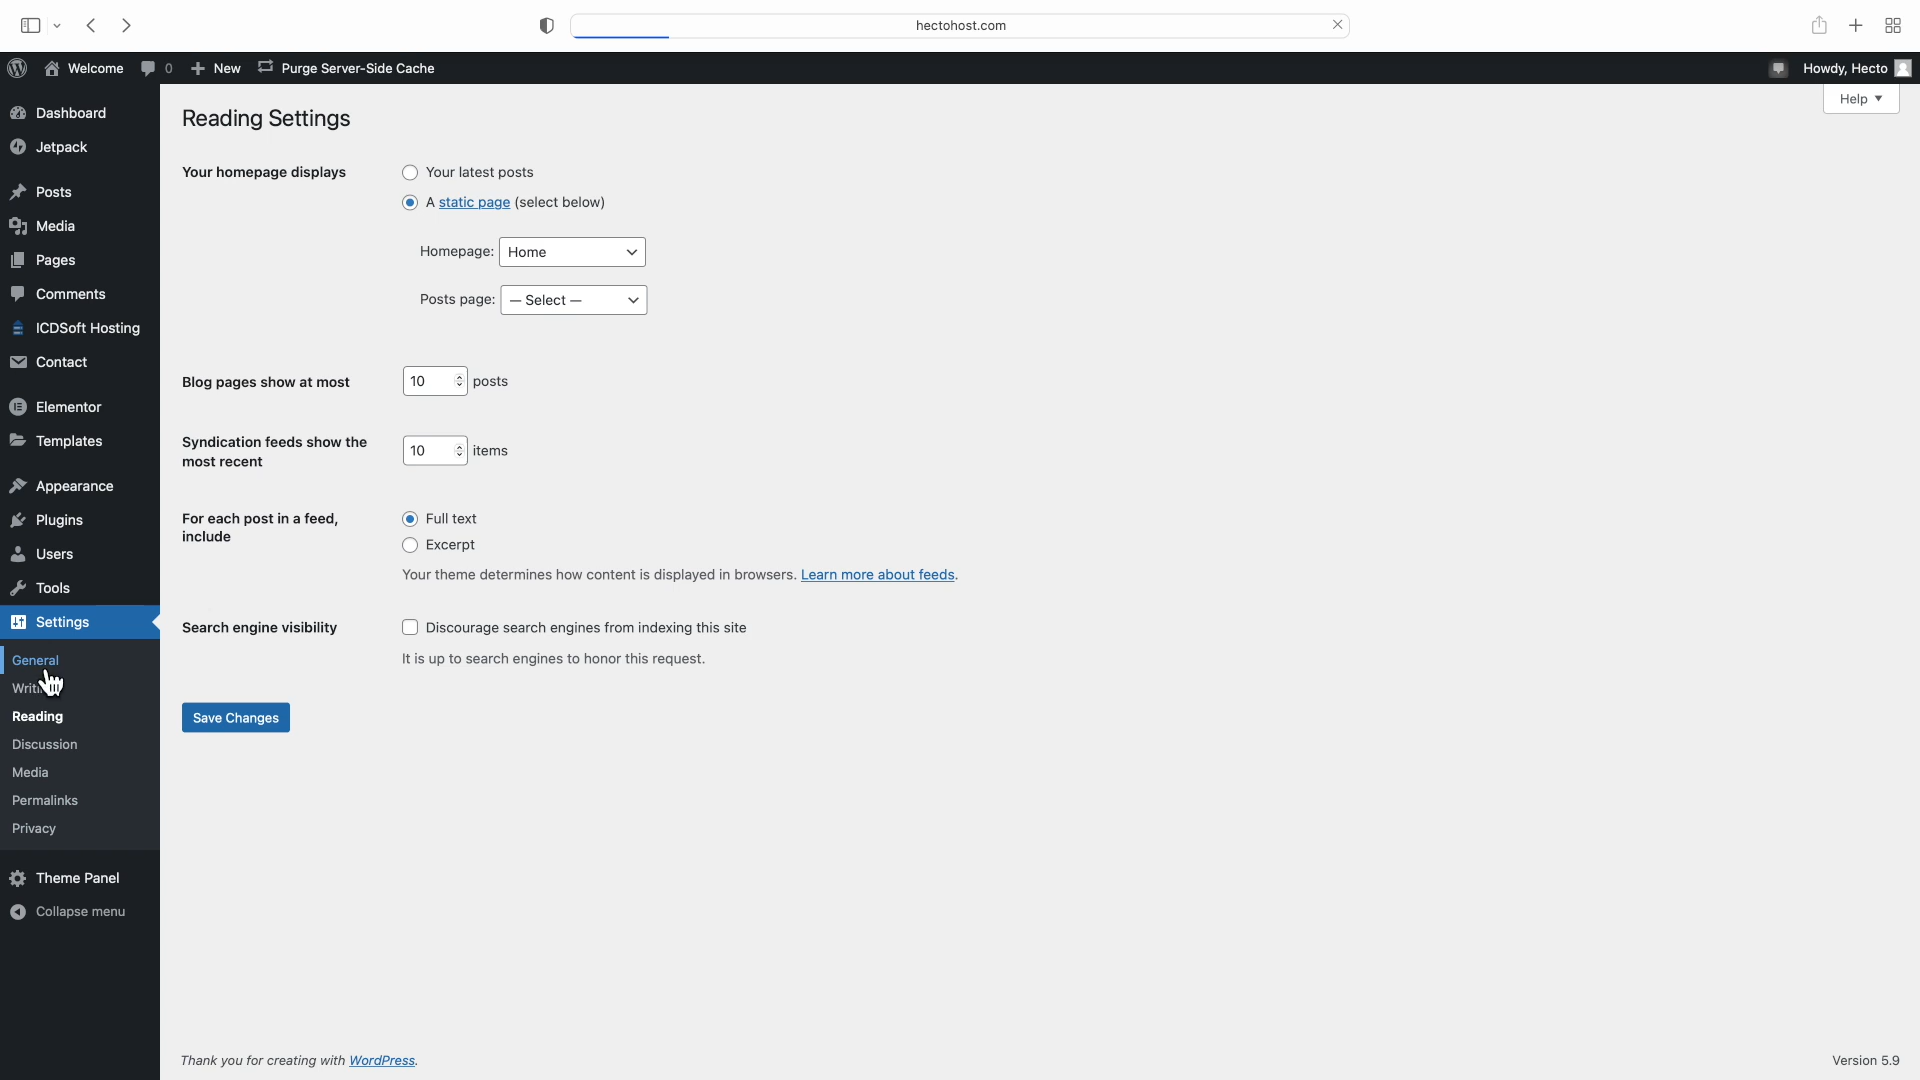 hectohost.com
Welcome 0 New Purge Server-Side Cache Howdy, Hecto
Help
Dashboard
Jetpack
Posts
Media
Pages
Comments
ICDSoft Hosting
Contact
Elementor
Templates
Appearance
Plugins
Users
Tools
Settings
General
Reading
Discussion
Media
Permalinks
Privacy
Theme Panel
Collapse menu
Reading Settings
Your homepage displays
Your latest posts
A static page (select below)
Homepage: Home
Posts page: — Select —
Blog pages show at most 10 posts
Syndication feeds show the
most recent
10 items
For each post in a feed,
include
Full text
Excerpt
Your theme determines how content is displayed in browsers. Learn more about feeds.
Search engine visibility
Discourage search engines from indexing this site
It is up to search engines to honor this request.
Save Changes
Thank you for creating with WordPress.
Version 5.9